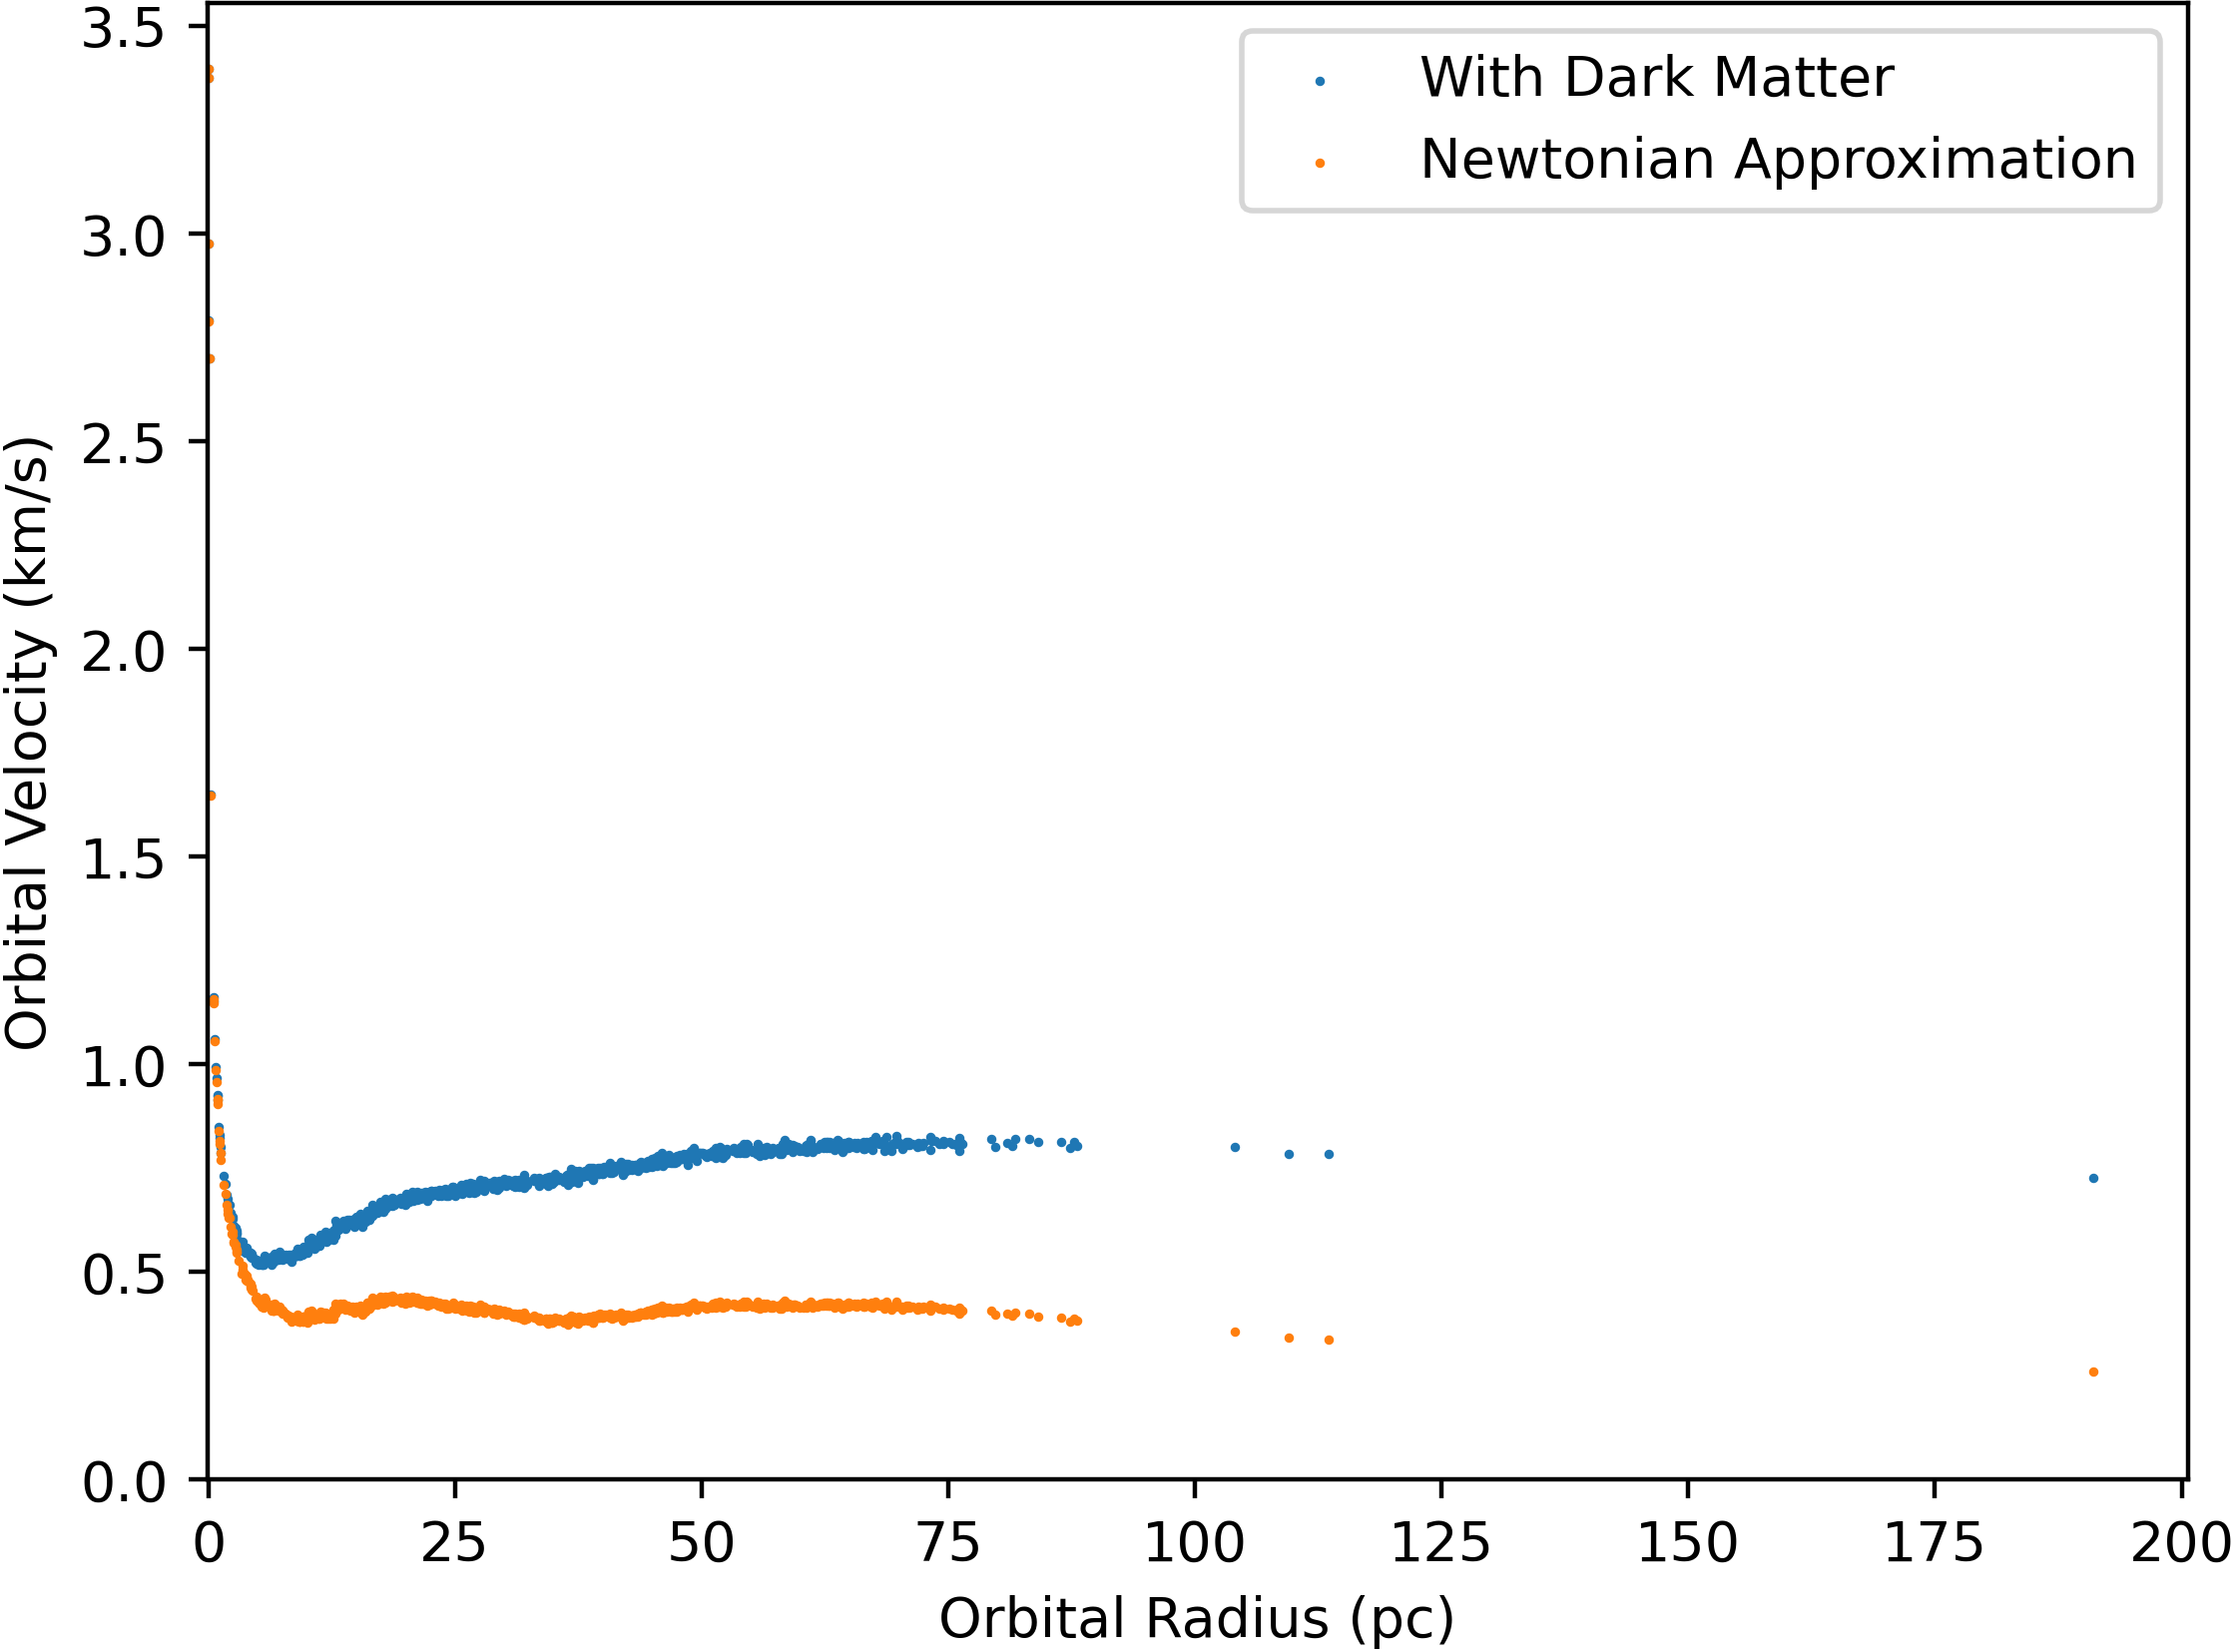 With Dark Matter
Newtonian Approximation
3.5
3.0
2.5
2.0
1.5
1.0
0.5
0.0
Orbital Velocity (km/s)
0 25 50 75 100 125 150 175 200
Orbital Radius (pc)